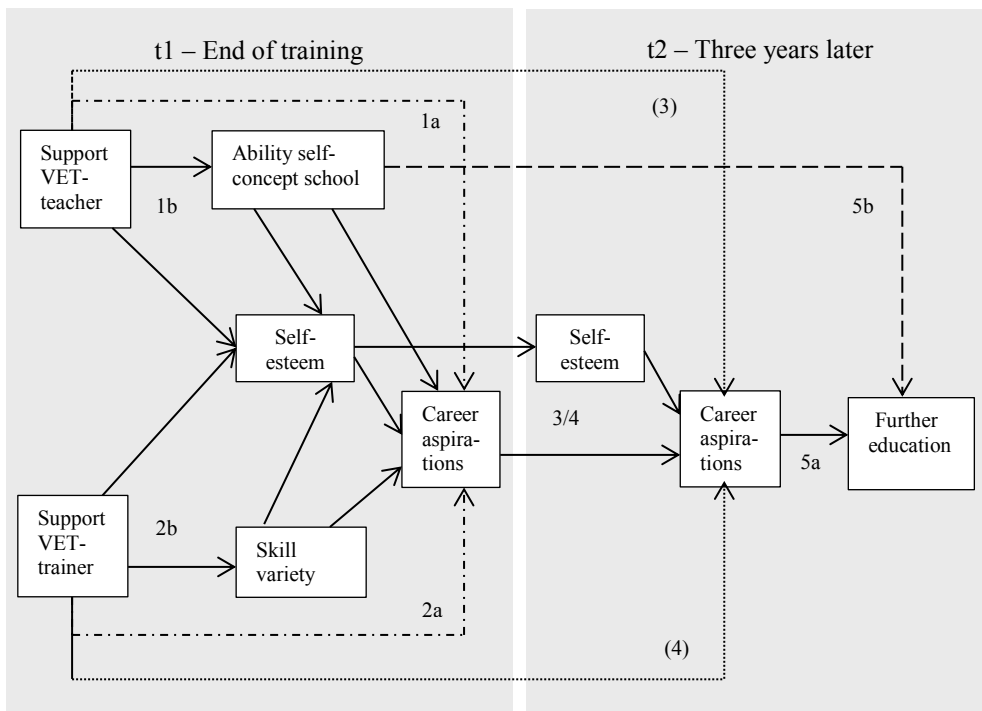 t1 – End of training
t2 – Three years later
(3)
1a
Support
VET-
teacher
Ability self-
concept school
1b
5b
Self-
esteem
Self-
esteem
Career
aspira-
tions
3/4
Career
aspira-
tions
5a
Further
education
Support
VET-
trainer
2b
Skill
variety
2a
(4)